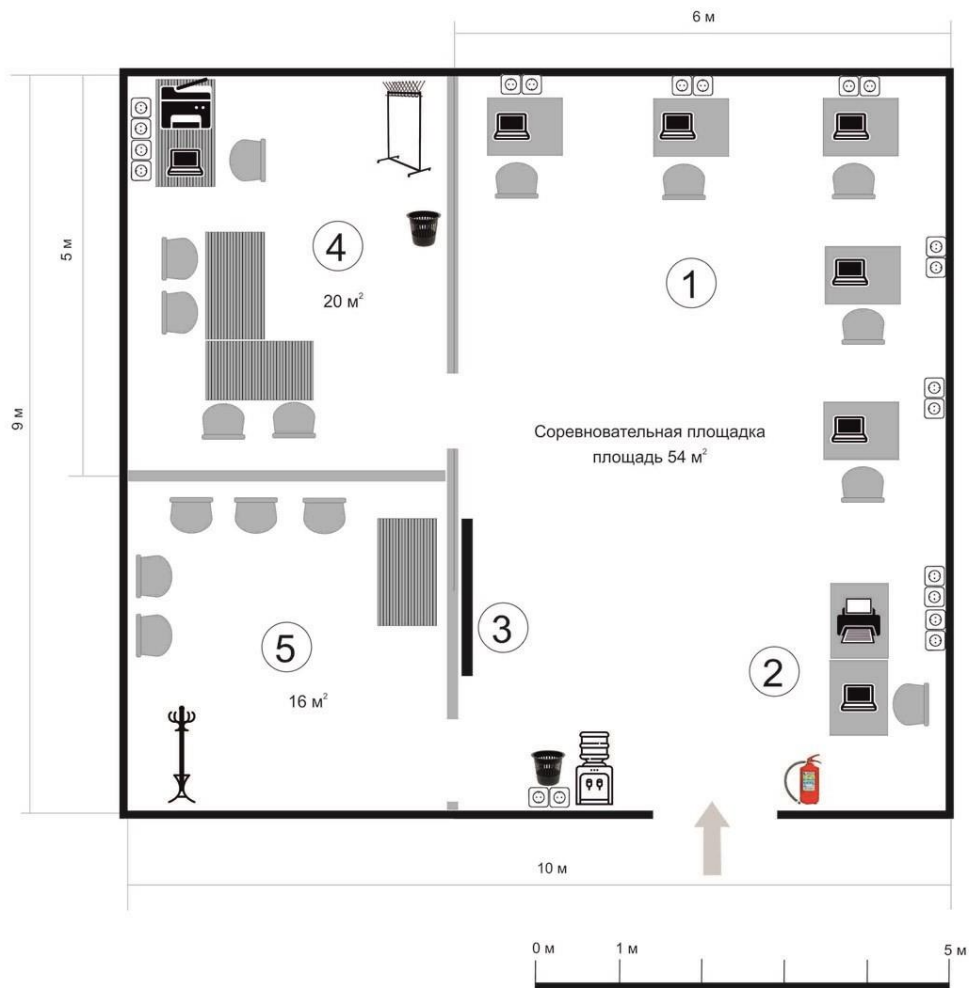 6 м
5 м
9 м
4
20 м²
1
Соревновательная площадка
площадь 54 м²
3
5
16 м²
2
10 м
0 м 1 м 5 м